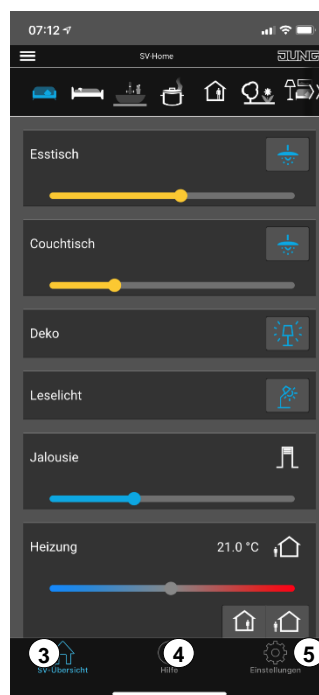 07:12
SV-Home
JUNG
Esstisch
Couchtisch
Deko
Leselicht
Jalousie
Heizung
21.0 °C
3
4
5
SV-Übersicht
Hilfe
Einstellungen